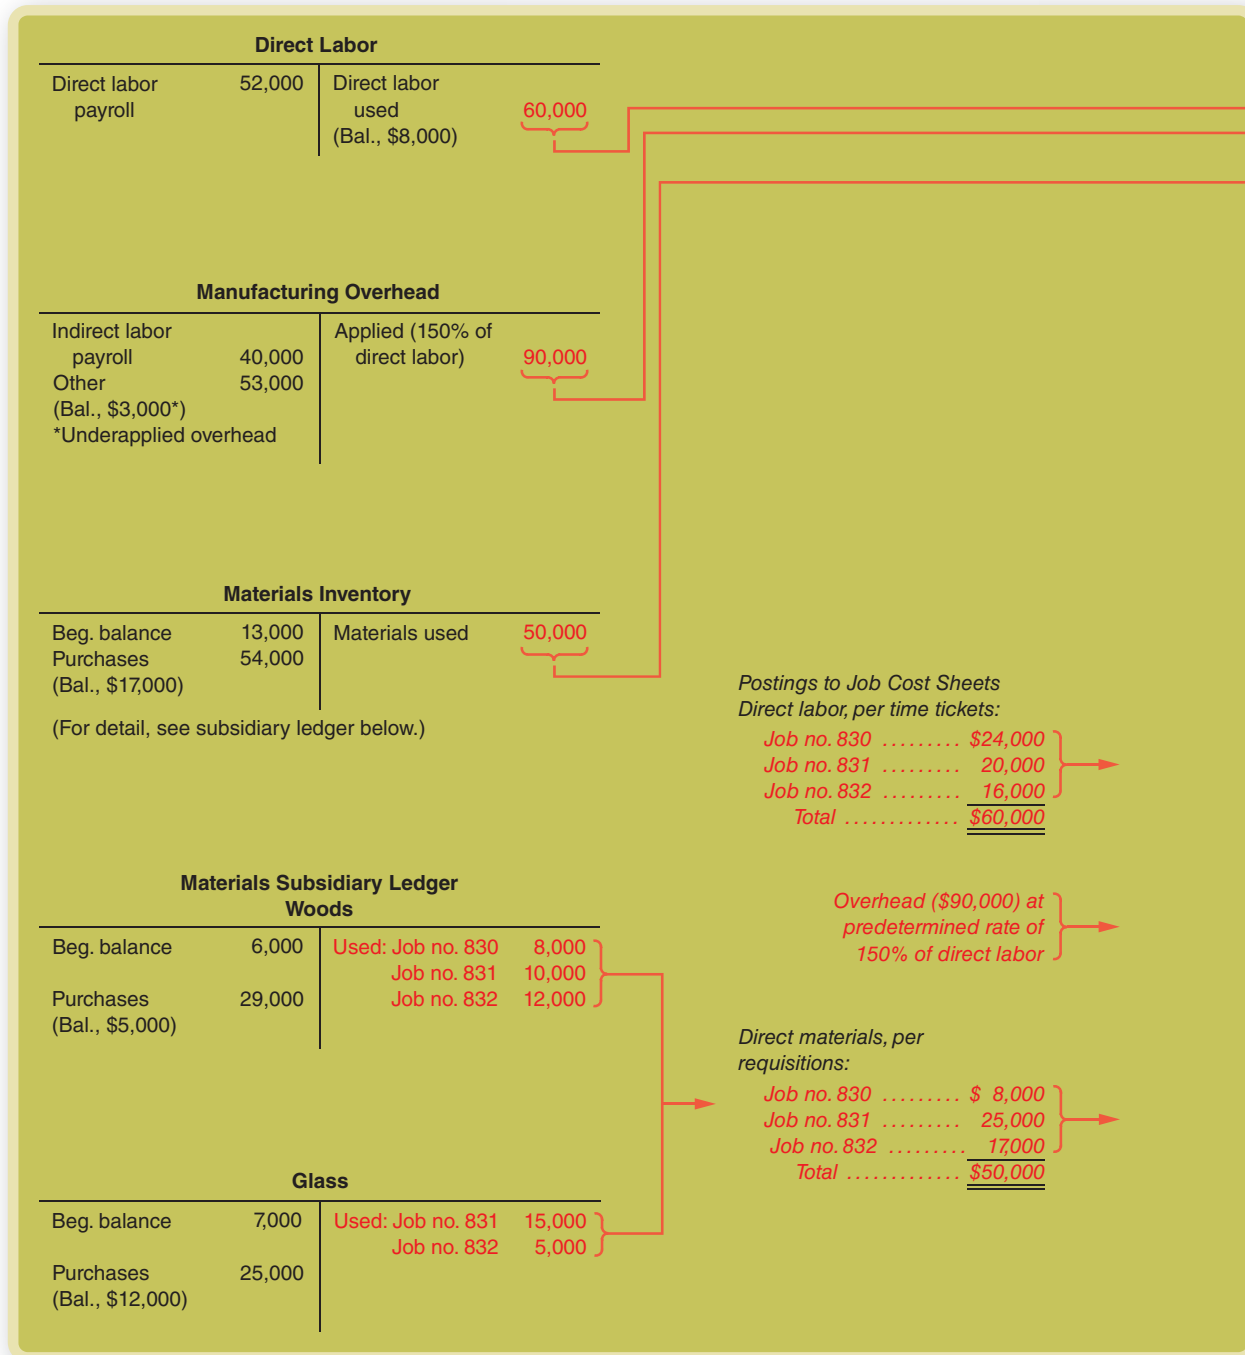 Direct Labor
Direct labor payroll 52,000 Direct labor used 60,000
(Bal., $8,000)
Manufacturing Overhead
Indirect labor payroll 40,000 Applied (150% of direct labor) 90,000
Other 53,000
(Bal., $3,000*)
*Underapplied overhead
Materials Inventory
Beg. balance 13,000 Materials used 50,000
Purchases 54,000
(Bal., $17,000)
(For detail, see subsidiary ledger below.)
Postings to Job Cost Sheets
Direct labor, per time tickets:
Job no. 830 ......... $24,000
Job no. 831 ......... 20,000
Job no. 832 ......... 16,000
Total ............. $60,000
Materials Subsidiary Ledger
Woods
Beg. balance 6,000 Used: Job no. 830 8,000
Job no. 831 10,000
Purchases 29,000 Job no. 832 12,000
(Bal., $5,000)
Overhead ($90,000) at
predetermined rate of
150% of direct labor
Direct materials, per
requisitions:
Job no. 830 ......... $ 8,000
Job no. 831 ......... 25,000
Job no. 832 ......... 17,000
Total ............. $50,000
Glass
Beg. balance 7,000 Used: Job no. 831 15,000
Job no. 832 5,000
Purchases 25,000
(Bal., $12,000)